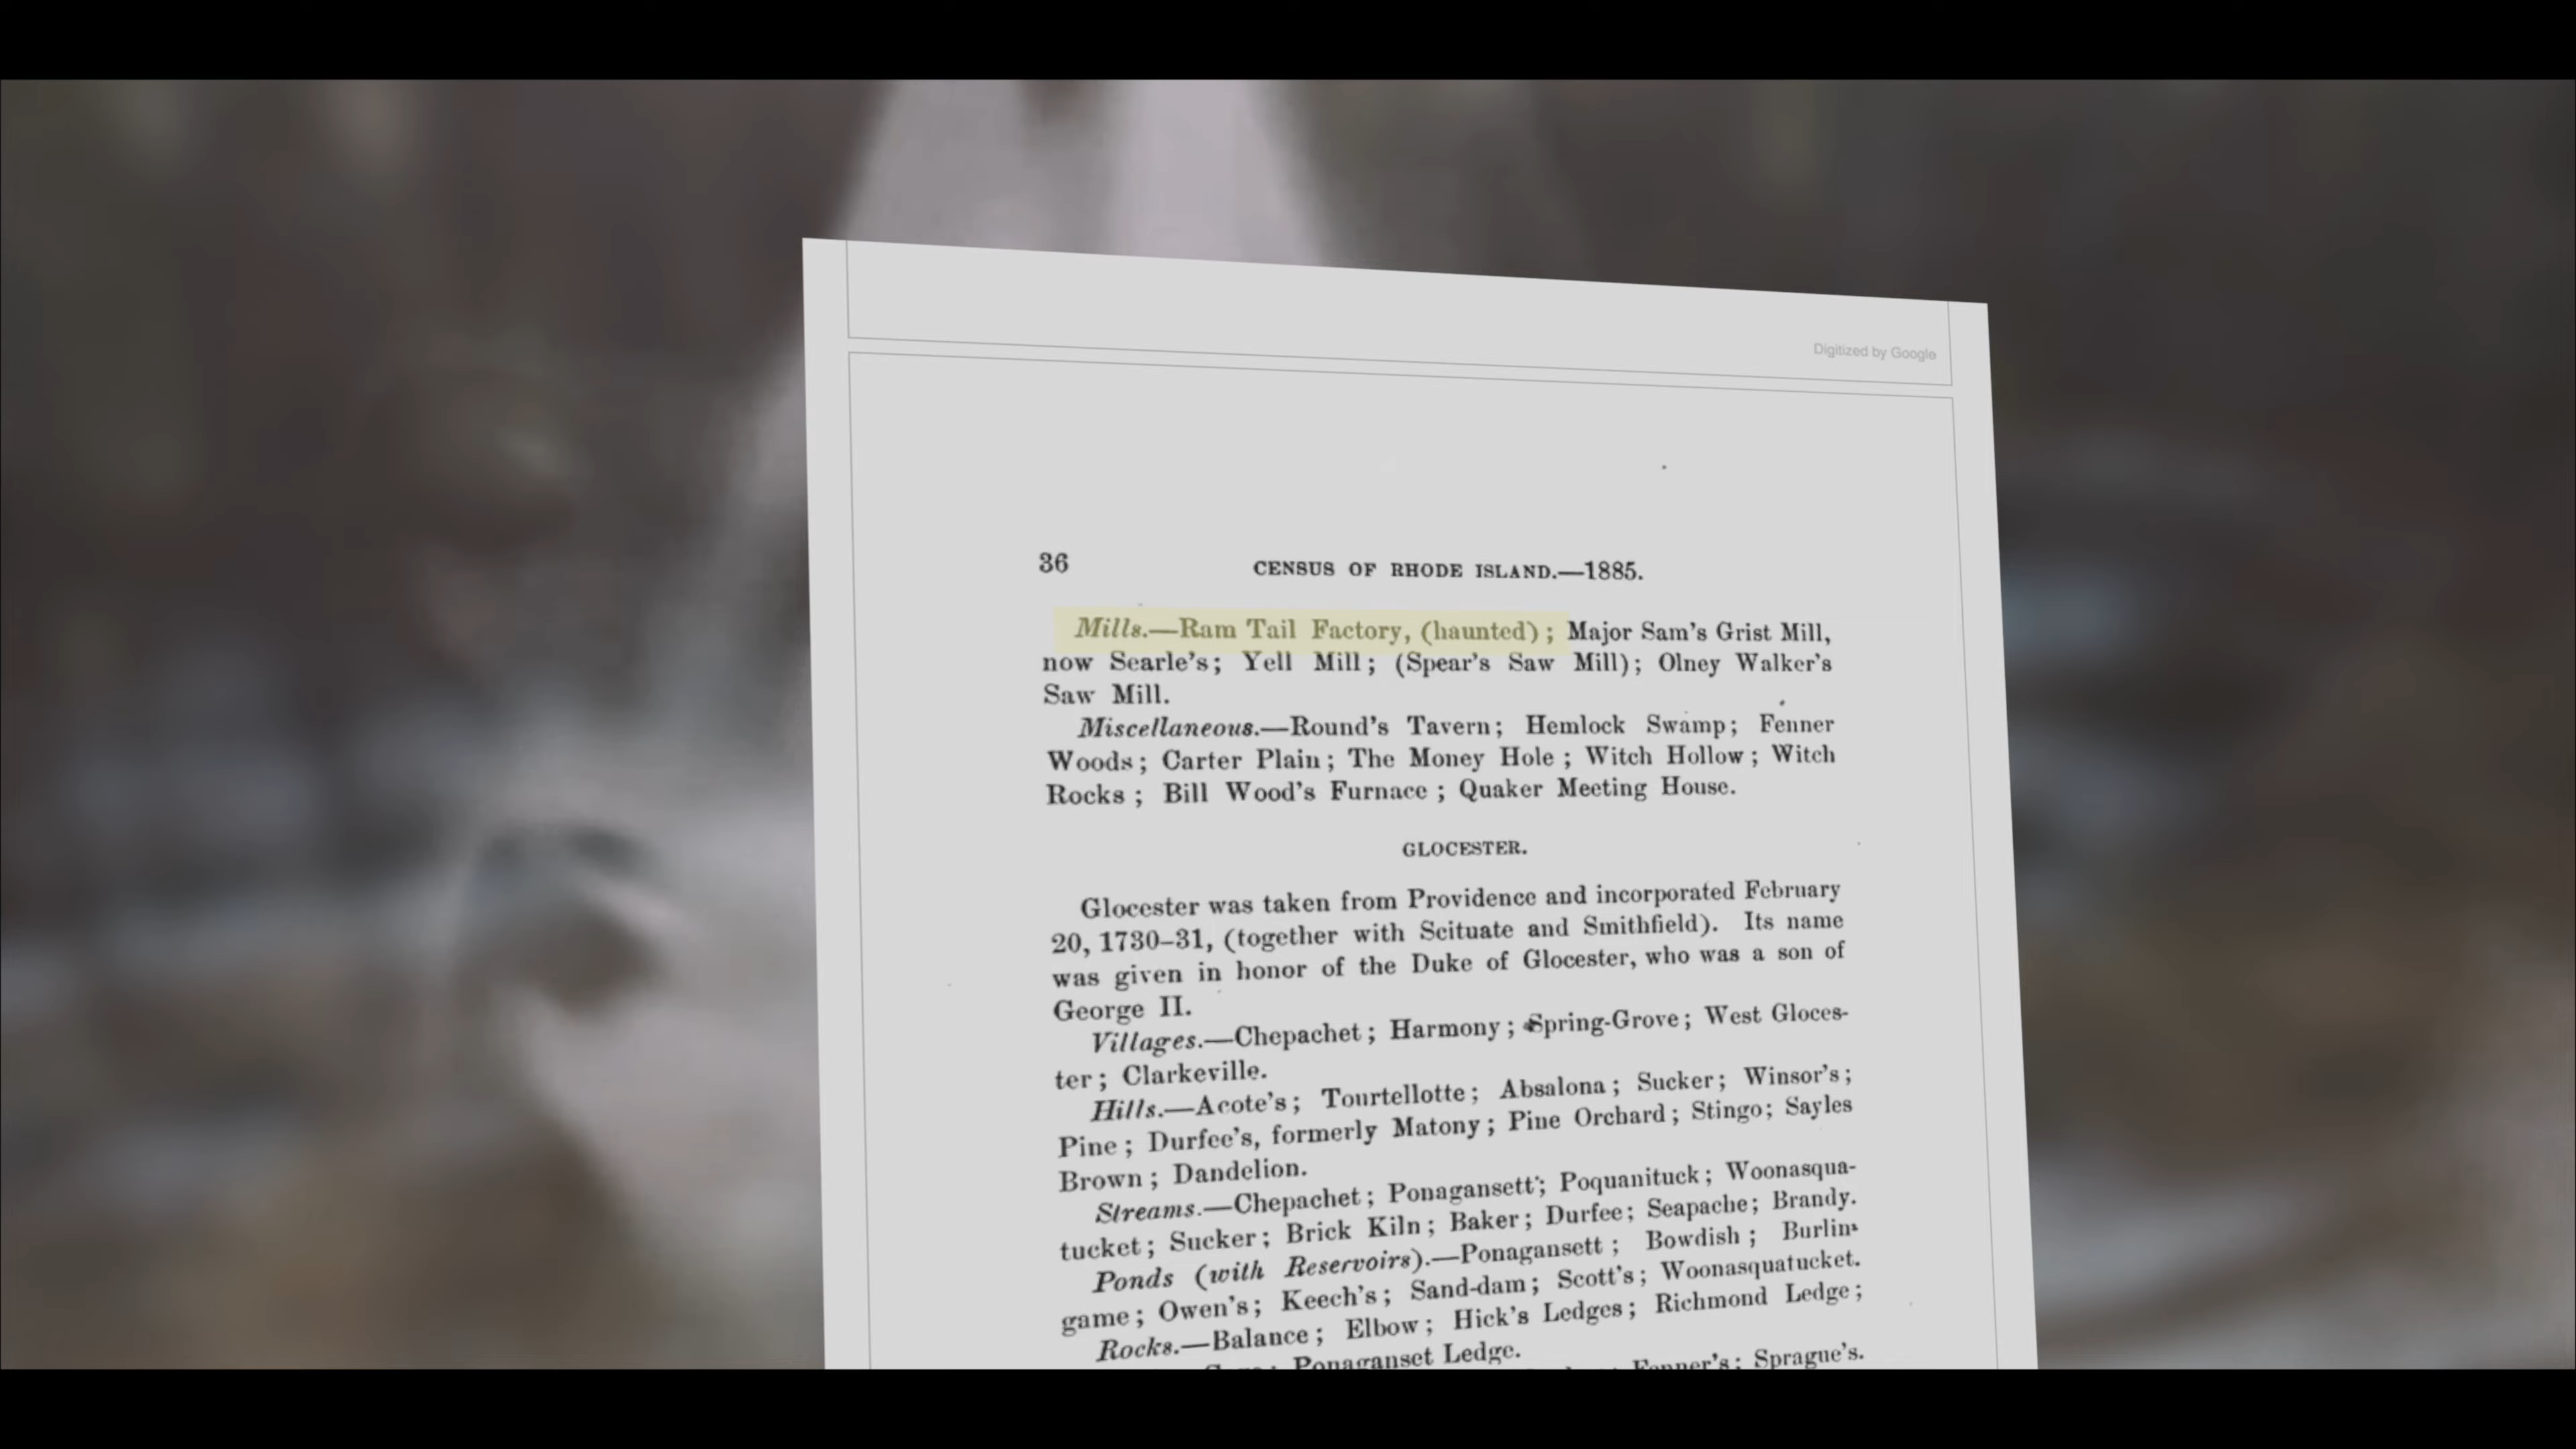 Digitized by Google
36
CENSUS OF RHODE ISLAND.—1885.
Mills.—Ram Tail Factory, (haunted) ; Major Sam's Grist Mill,
now Searle's ; Yell Mill ; (Spear's Saw Mill) ; Olney Walker's
Saw Mill.
Miscellaneous.—Round's Tavern ; Hemlock Swamp ; Fenner
Woods ; Carter Plain ; The Money Hole ; Witch Hollow ; Witch
Rocks ; Bill Wood's Furnace ; Quaker Meeting House.
GLOCESTER.
Glocester was taken from Providence and incorporated February
20, 1730–31, (together with Scituate and Smithfield). Its name
was given in honor of the Duke of Glocester, who was a son of
George II.
Villages.—Chepachet ; Harmony ; Spring-Grove ; West Gloces-
ter ; Clarkeville.
Hills.—Acote's ; Tourtellotte ; Absalona ; Sucker ; Winsor's ;
Pine ; Durfee's, formerly Matony ; Pine Orchard ; Stingo ; Sayles
Brown ; Dandelion.
Streams.—Chepachet ; Ponagansett ; Poquanituck ; Woonasqua-
tucket ; Sucker ; Brick Kiln ; Baker ; Durfee ; Seapache ; Brandy.
Ponds (with Reservoirs).—Ponagansett ; Bowdish ; Burlin-
game ; Owen's ; Keech's ; Sand-dam ; Scott's ; Woonasquatucket.
Rocks.—Balance ; Elbow ; Hick's Ledges ; Richmond Ledge ;
Ponaganset Ledge.
Fenner's ; Sprague's.